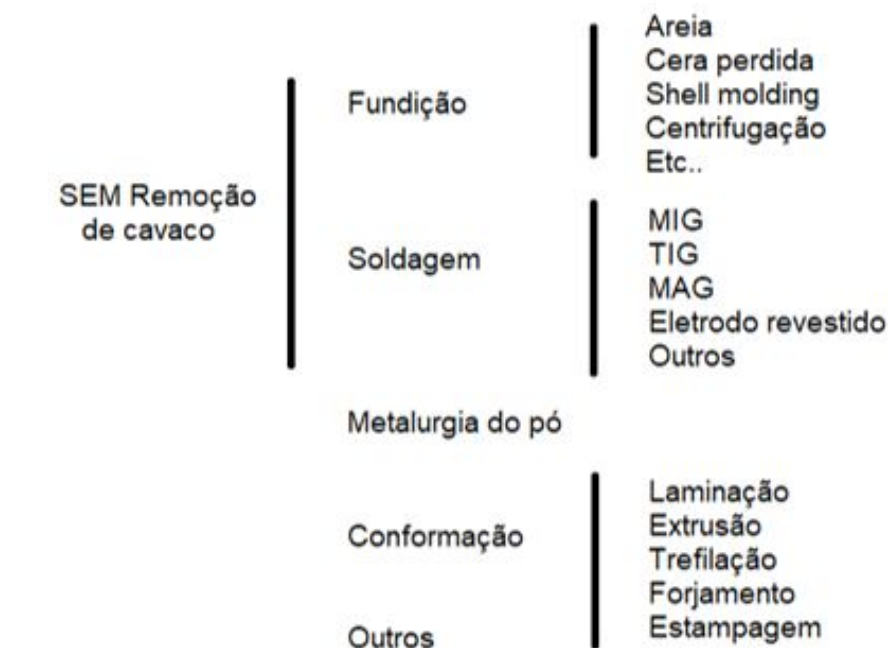 SEM Remoção
de cavaco
Fundição
Areia
Cera perdida
Shell molding
Centrifugação
Etc..
Soldagem
MIG
TIG
MAG
Eletrodo revestido
Outros
Metalurgia do pó
Conformação
Laminação
Extrusão
Trefilação
Forjamento
Estampagem
Outros